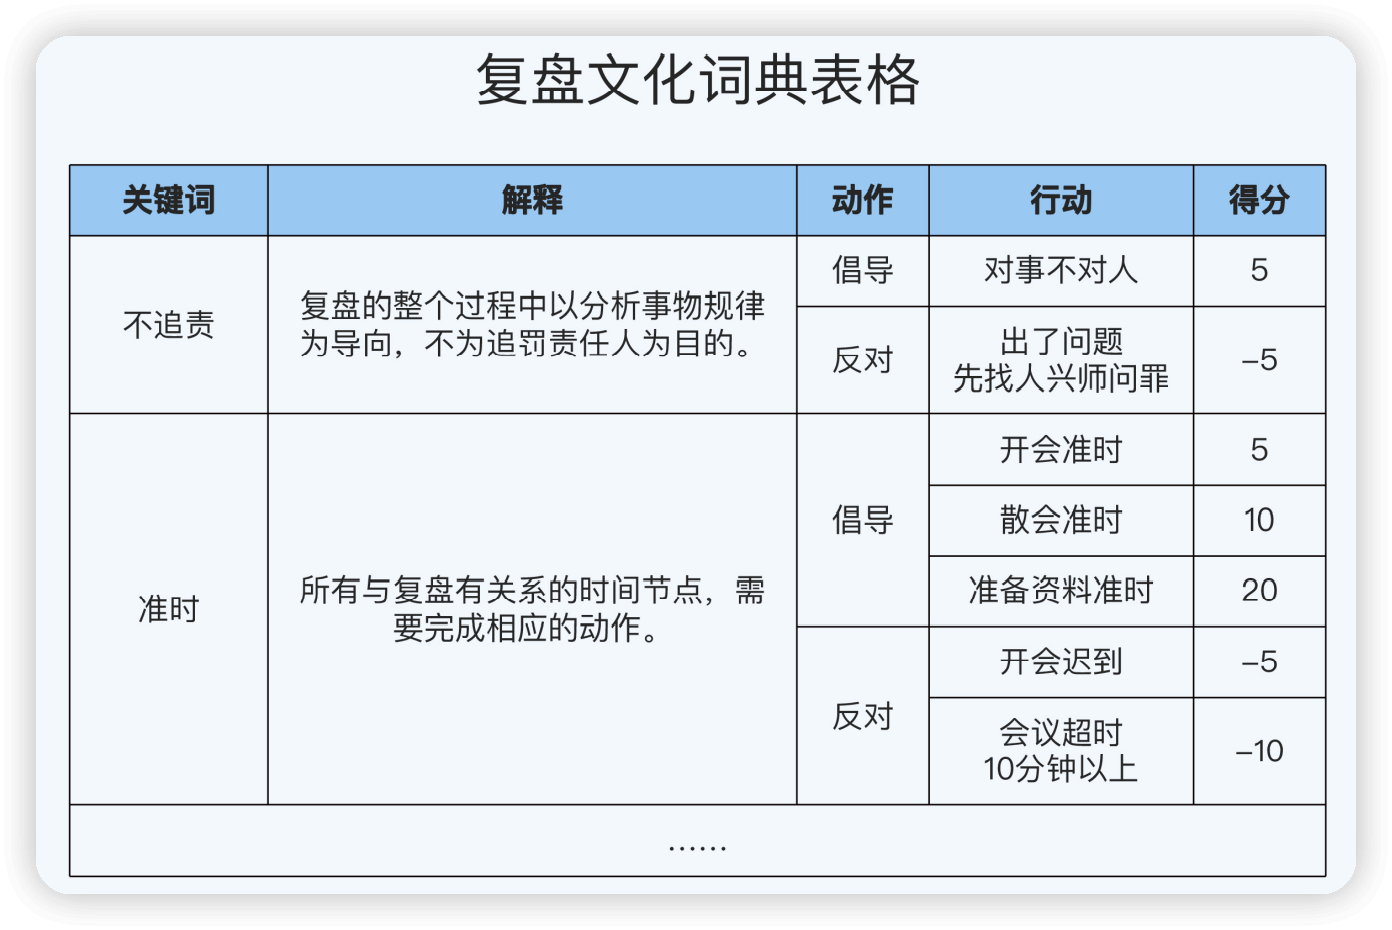 复盘文化词典表格
关键词
解释
动作
行动
得分
不追责
复盘的整个过程中以分析事物规律
为导向，不为追罚责任人为目的。
倡导
对事不对人
5
反对
出了问题
先找人兴师问罪
-5
准时
所有与复盘有关系的时间节点，需
要完成相应的动作。
倡导
开会准时
5
散会准时
10
准备资料准时
20
反对
开会迟到
-5
会议超时
10分钟以上
-10
……